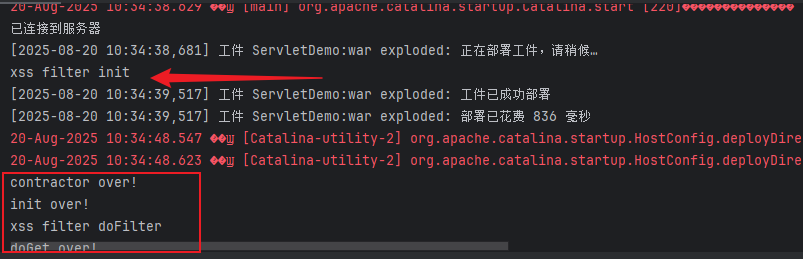 20-Aug-2025 10:34:38.629 [main] org.apache.catalina.startup.Catalina.start [220]
已连接到服务器
[2025-08-20 10:34:38,681] 工件 ServletDemo:war exploded: 正在部署工件，请稍候…
xss filter init
[2025-08-20 10:34:39,517] 工件 ServletDemo:war exploded: 工件已成功部署
[2025-08-20 10:34:39,517] 工件 ServletDemo:war exploded: 部署已花费 836 毫秒
20-Aug-2025 10:34:48.547 [Catalina-utility-2] org.apache.catalina.startup.HostConfig.deployDire
20-Aug-2025 10:34:48.623 [Catalina-utility-2] org.apache.catalina.startup.HostConfig.deployDire
contractor over!
init over!
xss filter doFilter
doGet over!